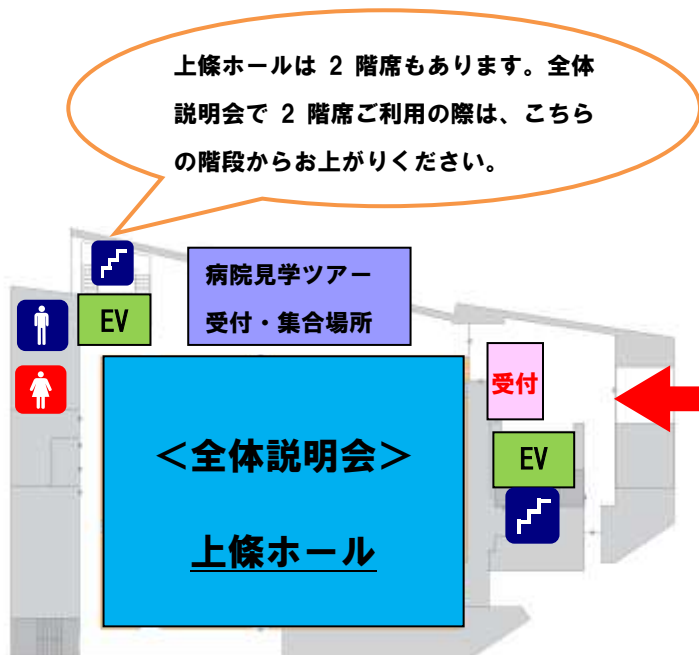 上條ホールは 2 階席もあります。全体
説明会で 2 階席ご利用の際は、こちら
の階段からお上がりください。
病院見学ツアー
受付・集合場所
EV
受付
<全体説明会>
EV
上條ホール